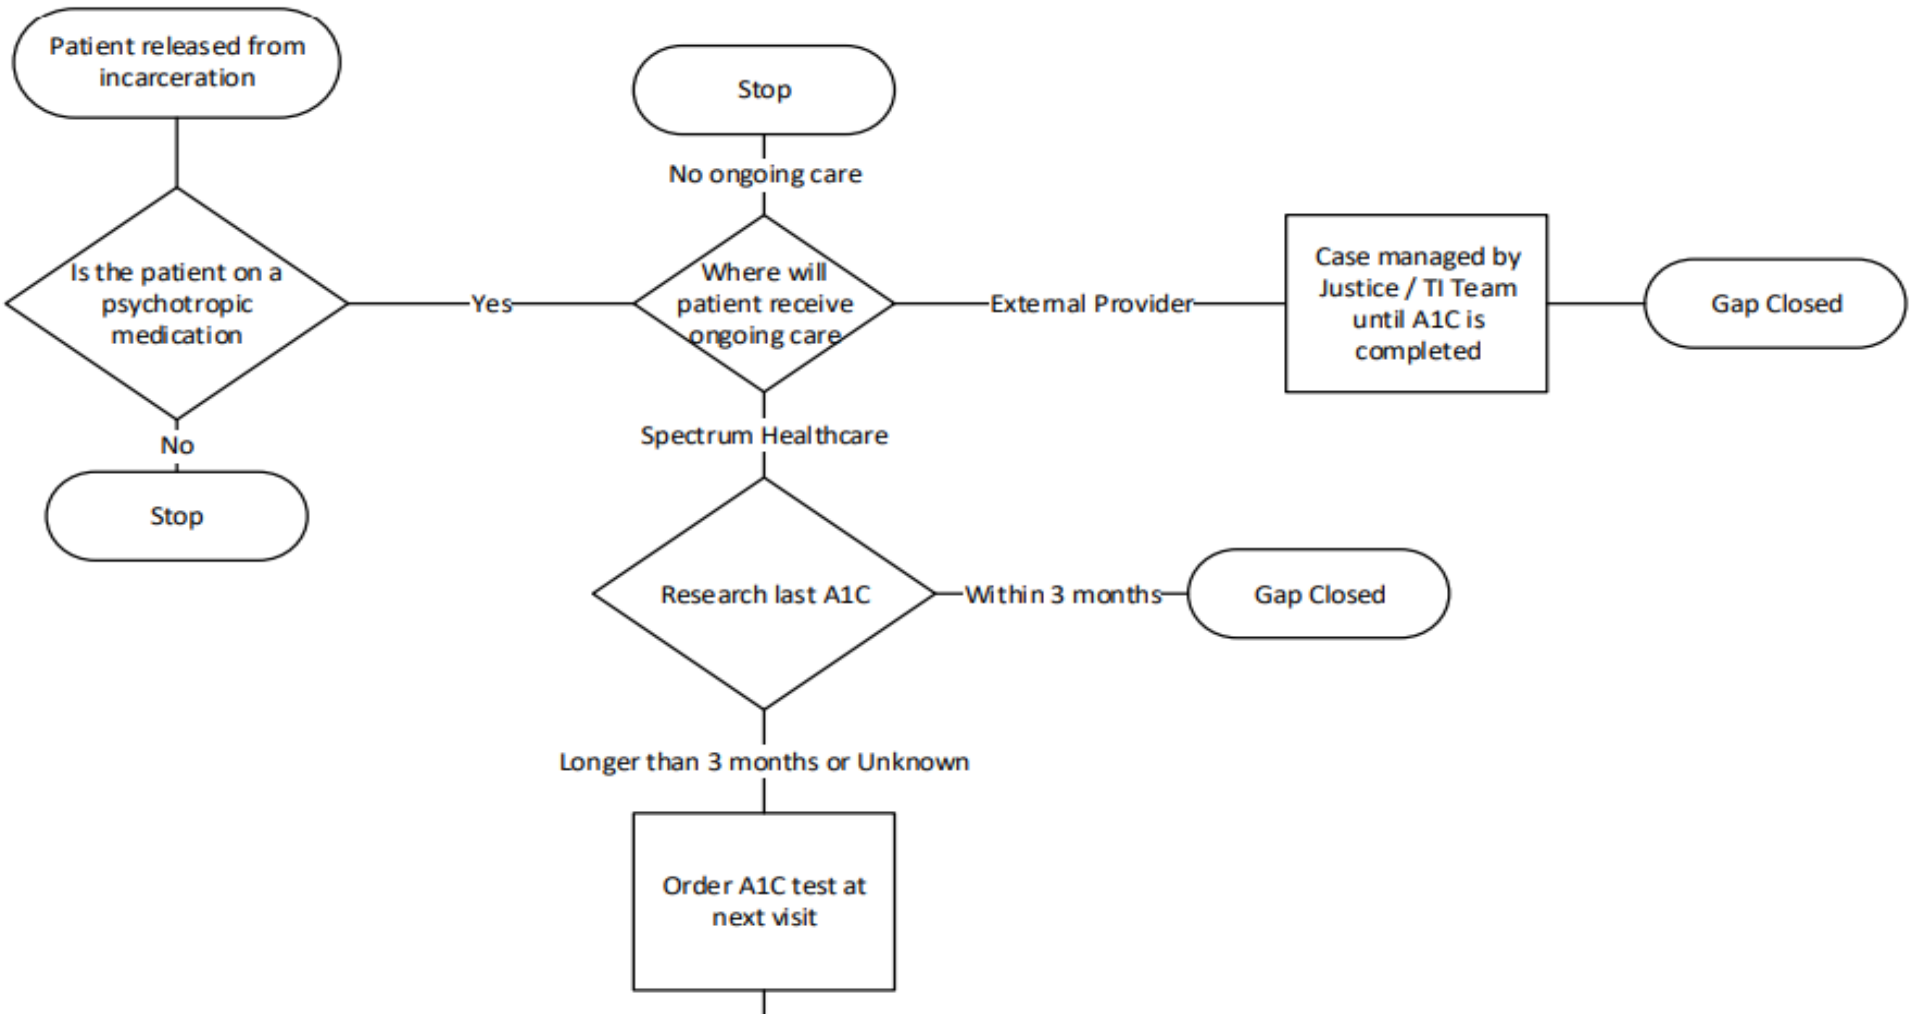 Patient released from
incarceration
Stop
No ongoing care
Is the patient on a
psychotropic
medication
Yes
Where will
patient receive
ongoing care
External Provider
Case managed by
Justice / TI Team
until A1C is
completed
Gap Closed
No
Stop
Spectrum Healthcare
Research last A1C
Within 3 months
Gap Closed
Longer than 3 months or Unknown
Order A1C test at
next visit